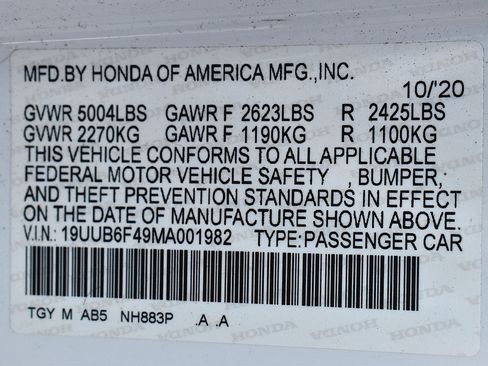 MFD.BY HONDA OF AMERICA MFG.,INC.
10/'20
GVWR 5004LBS GAWR F 2623LBS R 2425LBS
GVWR 2270KG GAWR F 1190KG R 1100KG
THIS VEHICLE CONFORMS TO ALL APPLICABLE
FEDERAL MOTOR VEHICLE SAFETY , BUMPER,
AND THEFT PREVENTION STANDARDS IN EFFECT
ON THE DATE OF MANUFACTURE SHOWN ABOVE.
V.I.N.: 19UUB6F49MA001982 TYPE:PASSENGER CAR
TGY M AB5 NH883P .A .A